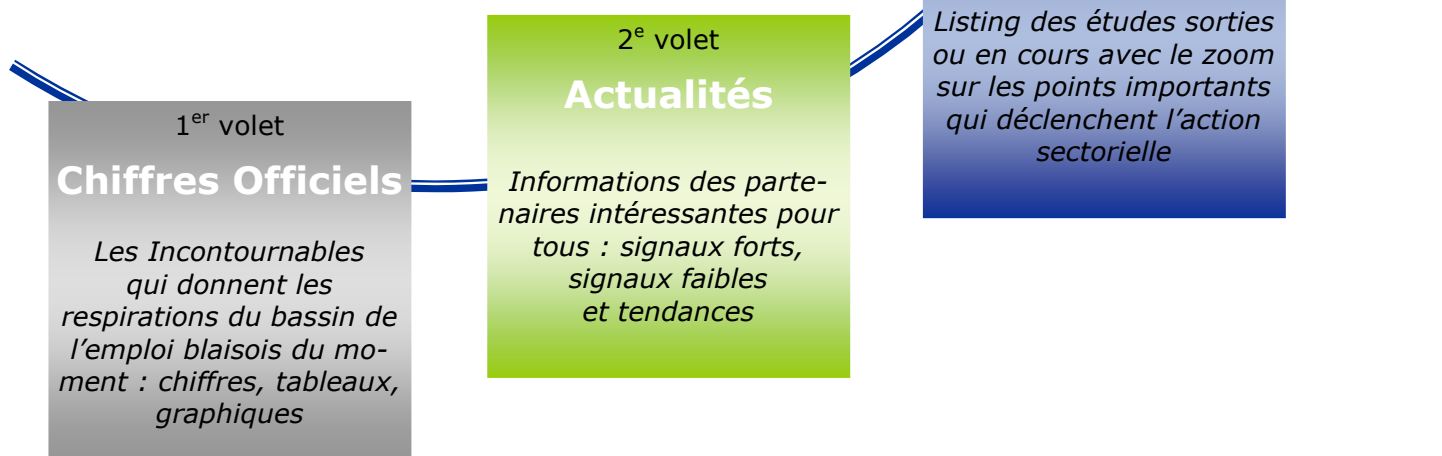 1er volet
Chiffres Officiels
Les Incontournables
qui donnent les
respirations du bassin de
l’emploi blaisois du mo-
ment : chiffres, tableaux,
graphiques
2e volet
Actualités
Informations des parte-
naires intéressantes pour
tous : signaux forts,
signaux faibles
et tendances
Listing des études sorties
ou en cours avec le zoom
sur les points importants
qui déclenchent l’action
sectorielle